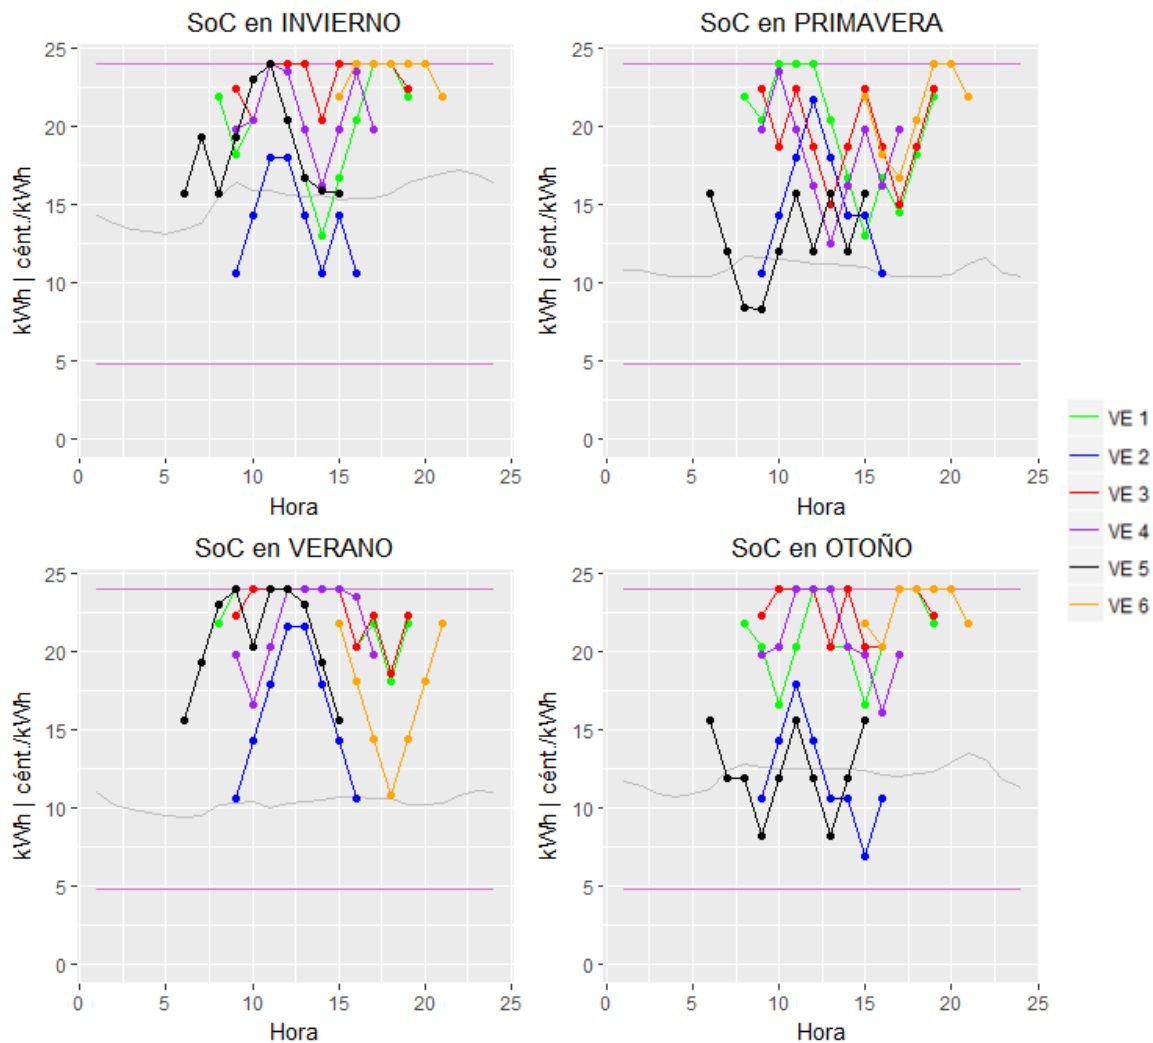 SoC en INVIERNO
25
20
15
10
5
0
kWh | cént./kWh
0 5 10 15 20 25
Hora
SoC en PRIMAVERA
25
20
15
10
5
0
kWh | cént./kWh
0 5 10 15 20 25
Hora
SoC en VERANO
25
20
15
10
5
0
kWh | cént./kWh
0 5 10 15 20 25
Hora
SoC en OTOÑO
25
20
15
10
5
0
kWh | cént./kWh
0 5 10 15 20 25
Hora
VE 1
VE 2
VE 3
VE 4
VE 5
VE 6